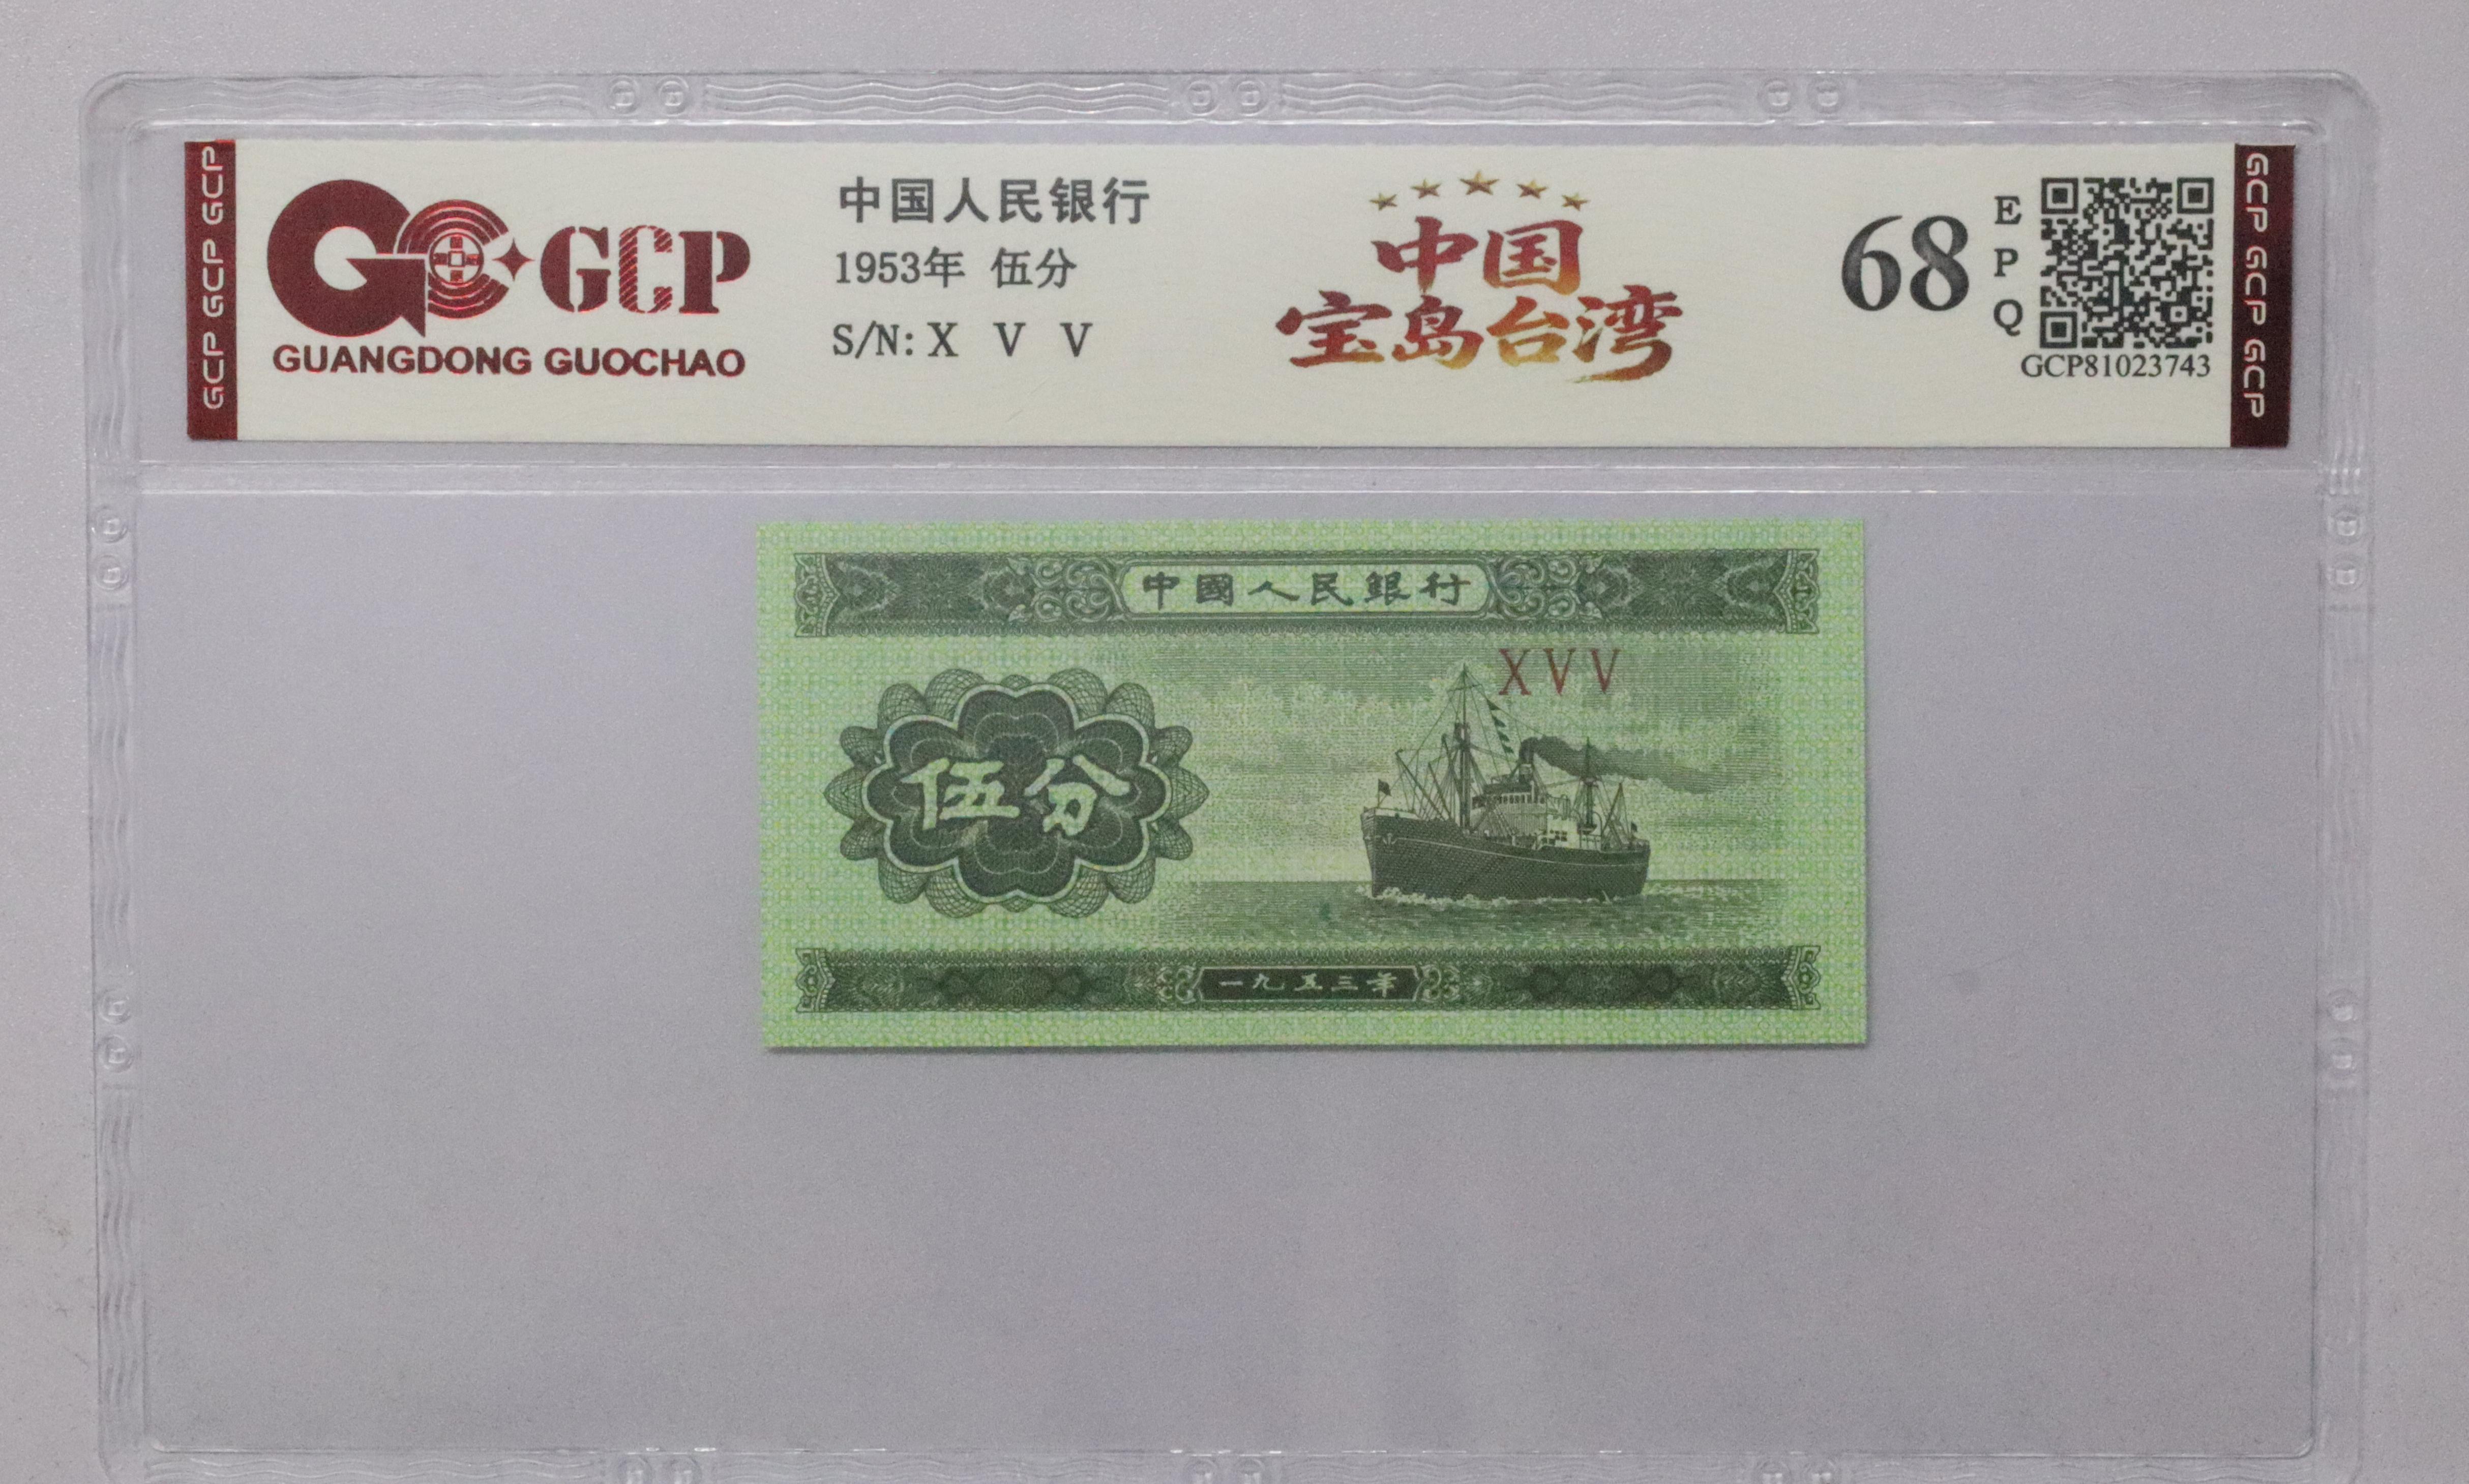 GCP GCP GCP
GCP
GUANGDONG GUOCHAO
中国人民银行
1953年 伍分
S/N: X V V
中国
宝岛台湾
68
E
P
Q
GCP81023743
GCP GCP GCP
中國人民銀行
XVV
伍分
一九五三年